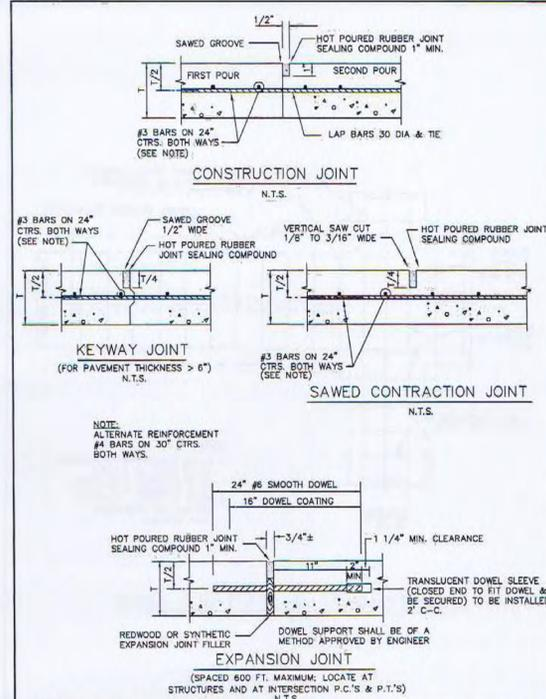 1/2"
SAWED GROOVE
HOT POURED RUBBER JOINT
SEALING COMPOUND 1" MIN.
T
T/2
FIRST POUR
1"
SECOND POUR
#3 BARS ON 24"
CTRS. BOTH WAYS
(SEE NOTE)
LAP BARS 30 DIA & TIE
CONSTRUCTION JOINT
N.T.S.
#3 BARS ON 24"
CTRS. BOTH WAYS
(SEE NOTE)
SAWED GROOVE
1/2" WIDE
HOT POURED RUBBER
JOINT SEALING COMPOUND
T
T/2
T/4
KEYWAY JOINT
(FOR PAVEMENT THICKNESS > 6")
N.T.S.
VERTICAL SAW CUT
1/8" TO 3/16" WIDE
HOT POURED RUBBER JOINT
SEALING COMPOUND
T
T/2
T/4
#3 BARS ON 24"
CTRS. BOTH WAYS
(SEE NOTE)
SAWED CONTRACTION JOINT
N.T.S.
NOTE:
ALTERNATE REINFORCEMENT
#4 BARS ON 30" CTRS.
BOTH WAYS.
24" #6 SMOOTH DOWEL
16" DOWEL COATING
HOT POURED RUBBER JOINT
SEALING COMPOUND 1" MIN.
3/4"±
1 1/4" MIN. CLEARANCE
11"
2"
MIN
T
T/2
TRANSLUCENT DOWEL SLEEVE
(CLOSED END TO FIT DOWEL &
BE SECURED) TO BE INSTALLED
2' C-C.
REDWOOD OR SYNTHETIC
EXPANSION JOINT FILLER
DOWEL SUPPORT SHALL BE OF A
METHOD APPROVED BY ENGINEER
EXPANSION JOINT
(SPACED 600 FT. MAXIMUM; LOCATE AT
STRUCTURES AND AT INTERSECTION P.C.'S & P.T.'S)
N.T.S.